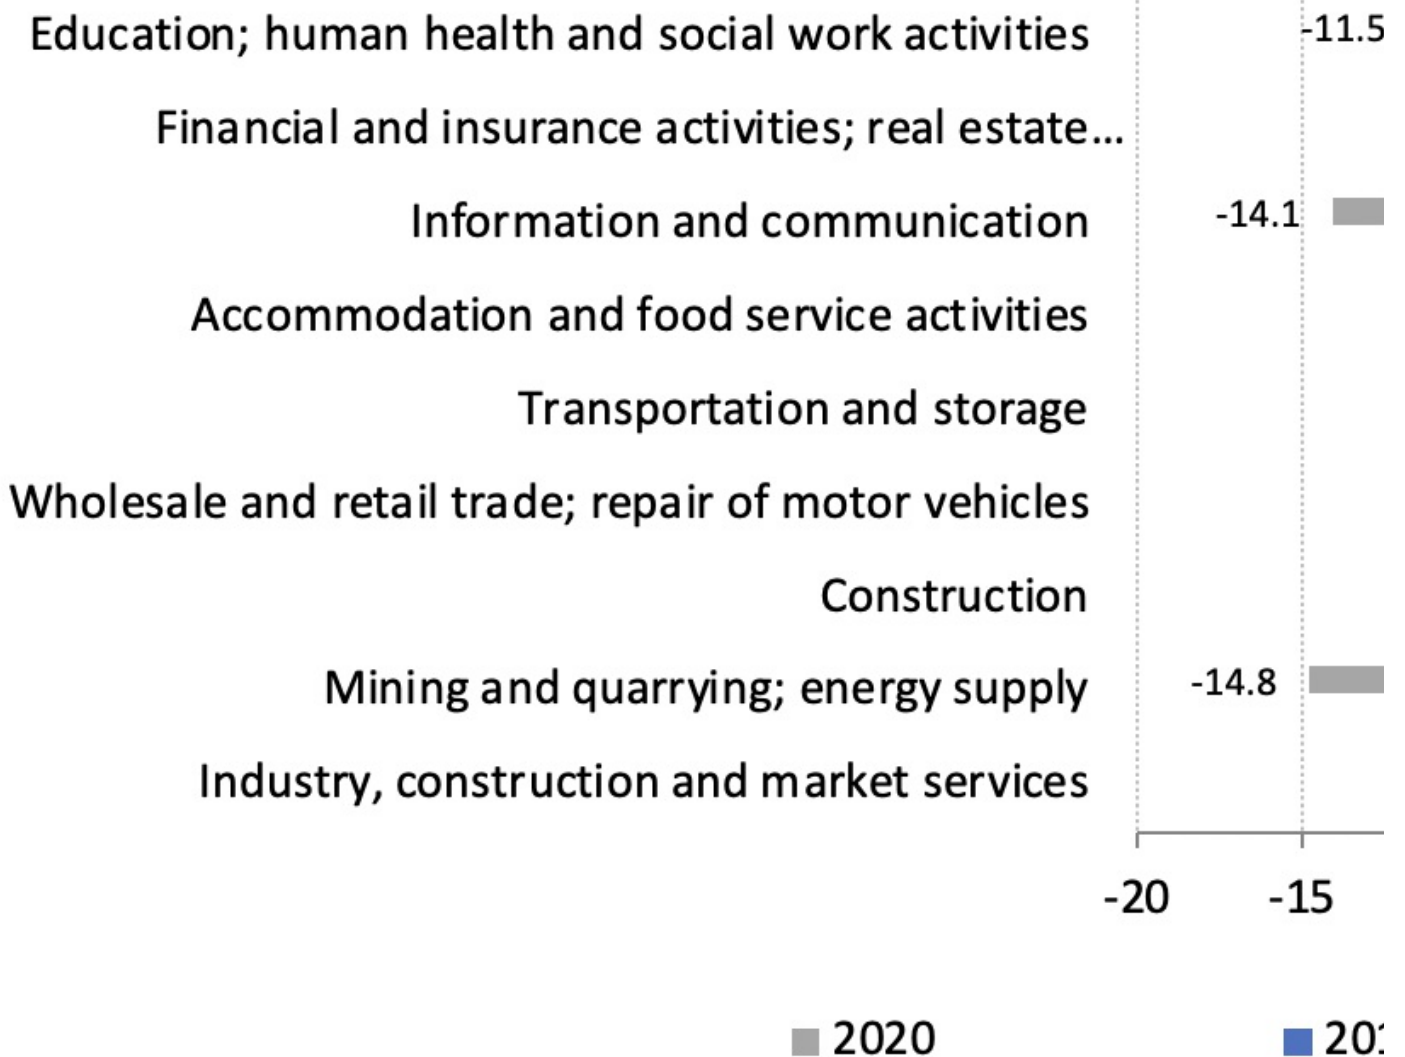 Education; human health and social work activities -11.5
Financial and insurance activities; real estate...
Information and communication -14.1
Accommodation and food service activities
Transportation and storage
Wholesale and retail trade; repair of motor vehicles
Construction
Mining and quarrying; energy supply -14.8
Industry, construction and market services
-20 -15
2020